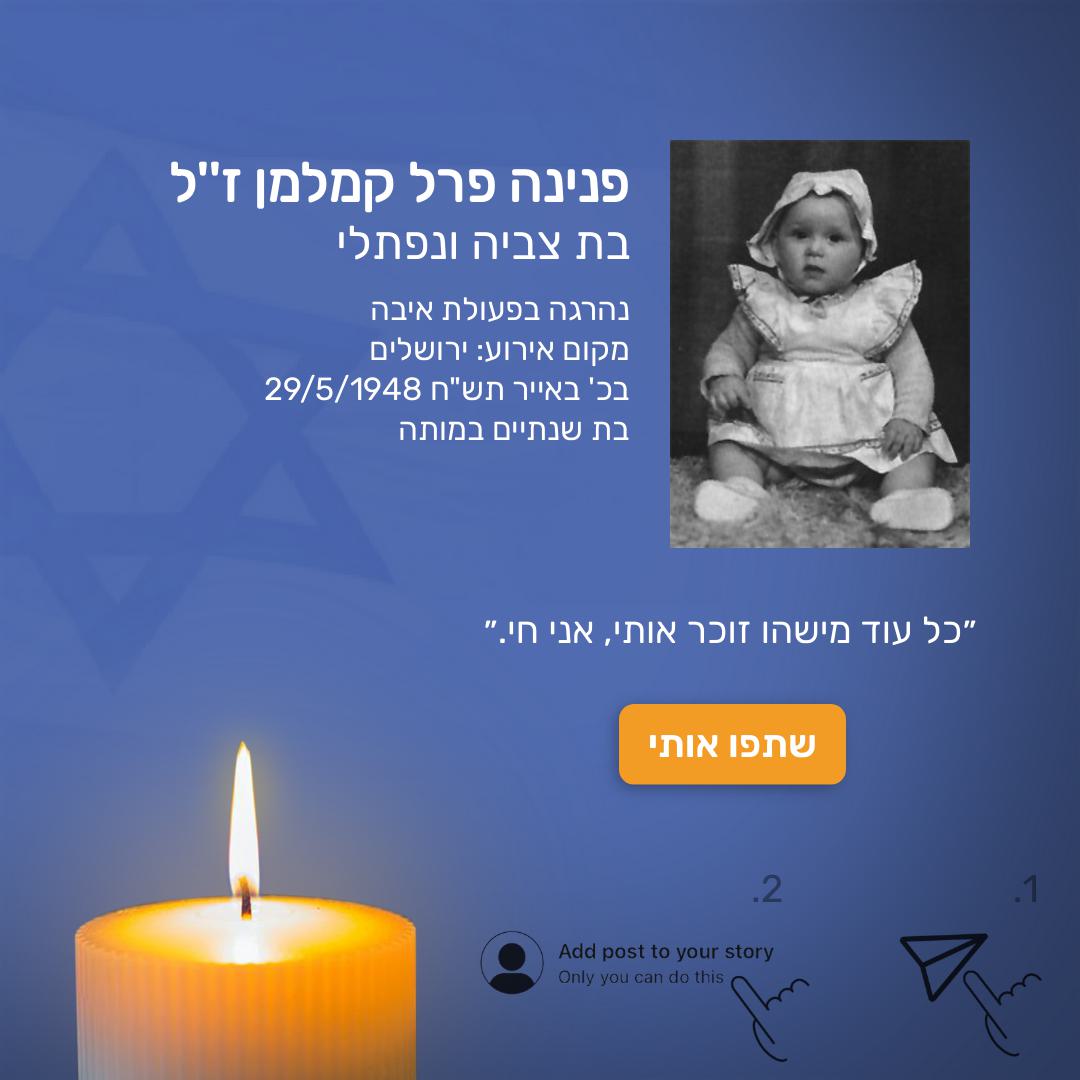 פנינה פרל קמלמן ז"ל
בת צביה ונפתלי
נהרגה בפעולת איבה
מקום אירוע: ירושלים
בכ' באייר תש"ח 29/5/1948
בת שנתיים במותה
״כל עוד מישהו זוכר אותי, אני חי.״
שתפו אותי
1.
2.
Add post to your story
Only you can do this